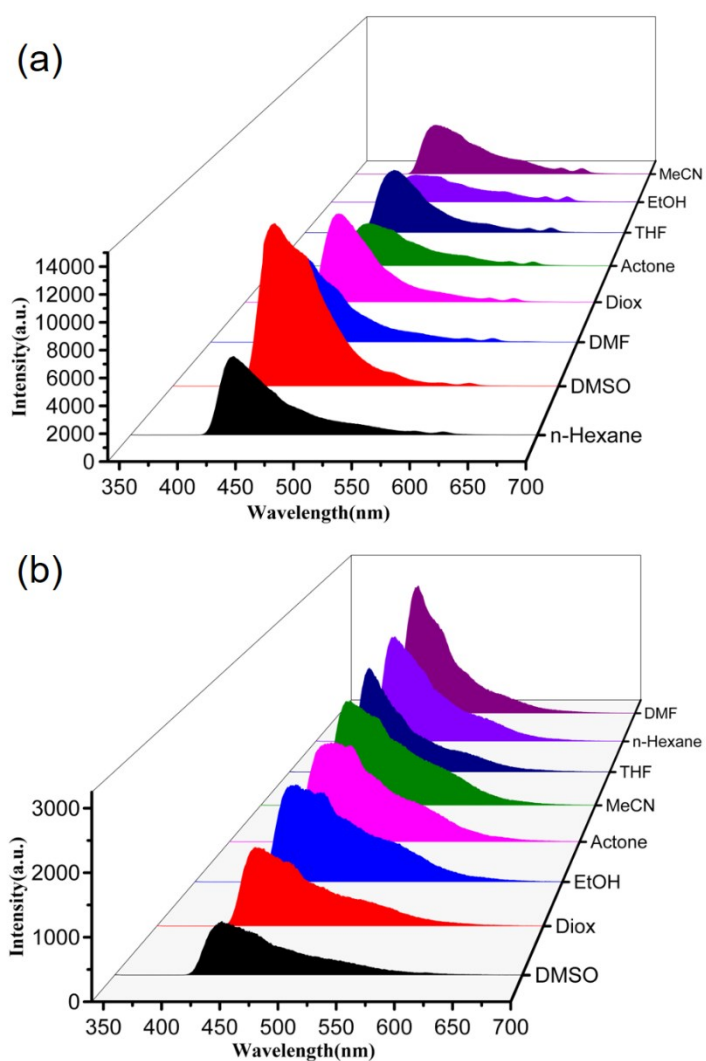 (a)
14000
12000
10000
8000
6000
4000
2000
0
Intensity(a.u.)
350 400 450 500 550 600 650 700
Wavelength(nm)
MeCN
EtOH
THF
Actone
Diox
DMF
DMSO
n-Hexane
(b)
3000
2000
1000
0
Intensity(a.u.)
350 400 450 500 550 600 650 700
Wavelength(nm)
DMF
n-Hexane
THF
MeCN
Actone
EtOH
Diox
DMSO